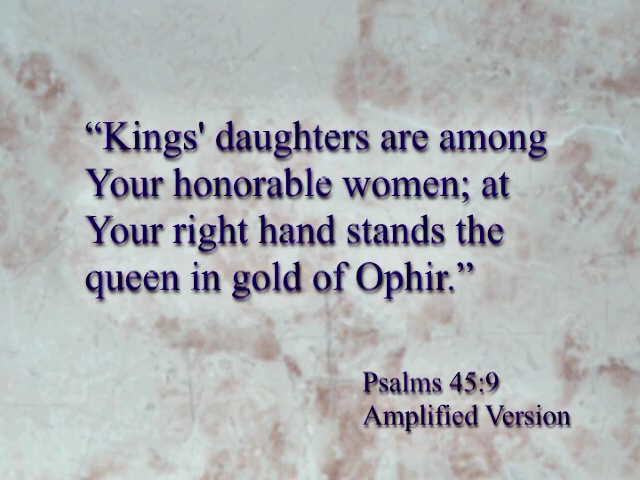 “Kings' daughters are among
Your honorable women; at
Your right hand stands the
queen in gold of Ophir.”
Psalms 45:9
Amplified Version